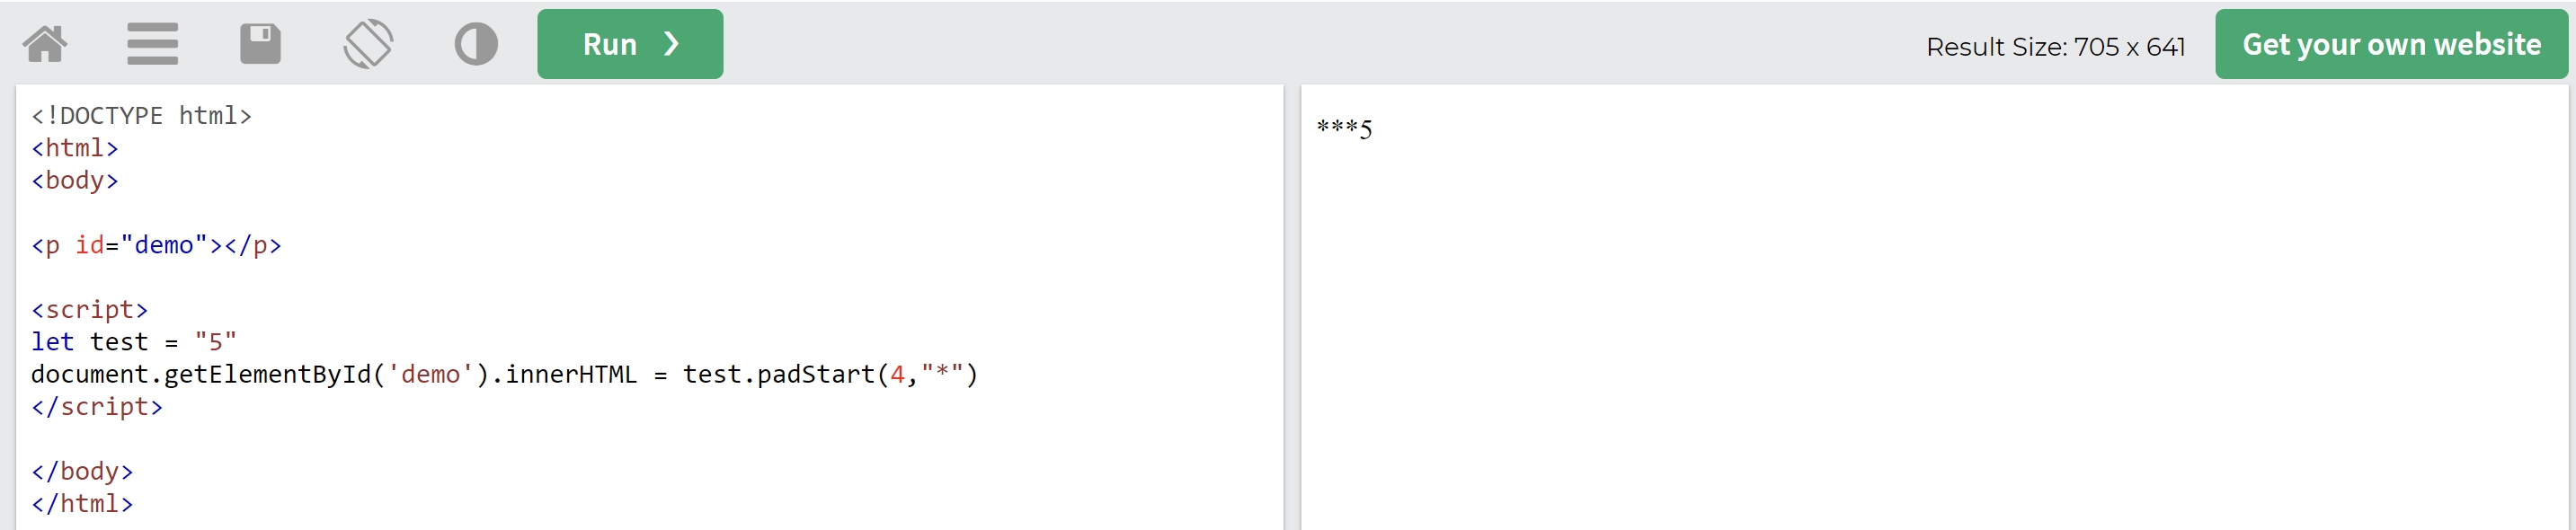 Run ❯
Result Size: 705 x 641
Get your own website
<!DOCTYPE html>
<html>
<body>
<p id="demo"></p>
<script>
let test = "5"
document.getElementById('demo').innerHTML = test.padStart(4,"*")
</script>
</body>
</html>
***5